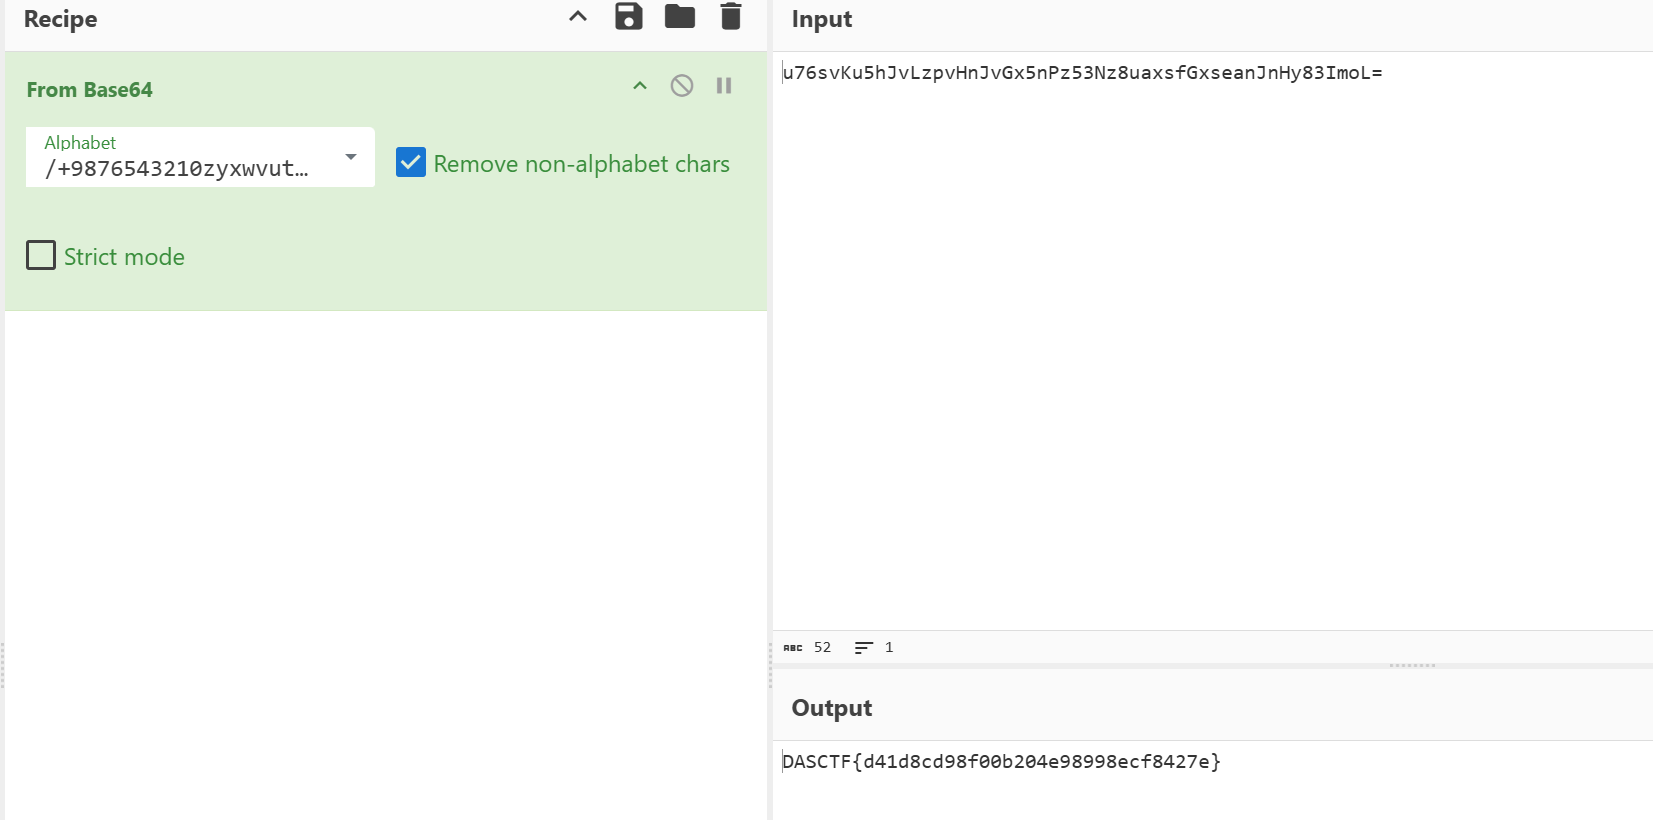 Recipe
From Base64
Alphabet
/+9876543210zyxwvut…
Remove non-alphabet chars
Strict mode
Input
u76svKu5hJvLzpvHnJvGx5nPz53Nz8uaxsfGxseanJnHy83ImoL=
ABC 52 1
Output
DASCTF{d41d8cd98f00b204e98998ecf8427e}